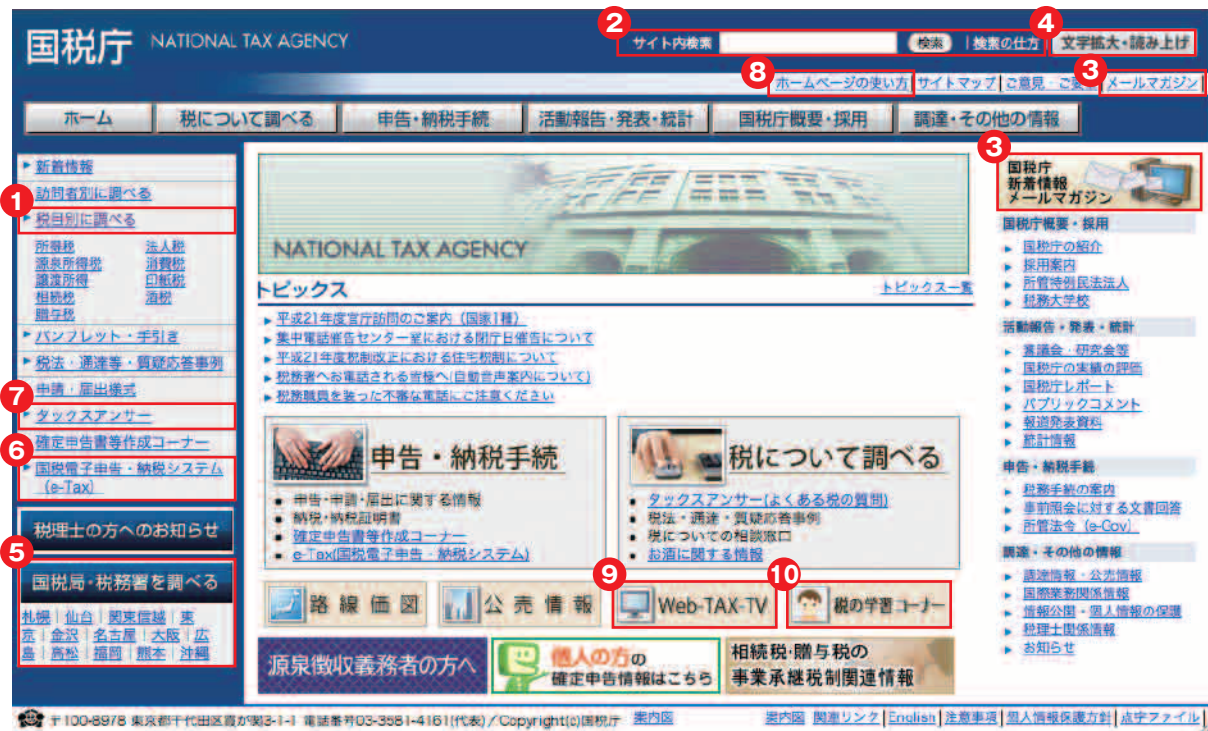 国税庁 NATIONAL TAX AGENCY
2 サイト内検索 検索 | 検索の仕方
4 文字拡大・読み上げ
8 ホームページの使い方 | サイトマップ | ご意見・ご要
3 メールマガジン
ホーム
税について調べる
申告・納税手続
活動報告・発表・統計
国税庁概要・採用
調達・その他の情報
新着情報
訪問者別に調べる
1 税目別に調べる
所得税 法人税
源泉所得税 消費税
譲渡所得 印紙税
相続税 酒税
贈与税
パンフレット・手引き
税法・通達等・質疑応答事例
申請・届出様式
7 タックスアンサー
確定申告書等作成コーナー
6 国税電子申告・納税システム
(e-Tax)
税理士の方へのお知らせ
5 国税局・税務署を調べる
札幌 | 仙台 | 関東信越 | 東
京 | 金沢 | 名古屋 | 大阪 | 広
島 | 高松 | 福岡 | 熊本 | 沖縄
NATIONAL TAX AGENCY
トピックス トピックス一覧
平成21年度官庁訪問のご案内(国家1種)
集中電話催告センター室における閉庁日催告について
平成21年度税制改正における住宅税制について
税務署へお電話される皆様へ(自動音声案内について)
税務職員を装った不審な電話にご注意ください
申告・納税手続
申告・申請・届出に関する情報
納税・納税証明書
確定申告書等作成コーナー
e-Tax(国税電子申告・納税システム)
税について調べる
タックスアンサー(よくある税の質問)
税法・通達・質疑応答事例
税についての相談窓口
お酒に関する情報
路線価図
公売情報
9 Web-TAX-TV
10 税の学習コーナー
源泉徴収義務者の方へ
個人の方の
確定申告情報はこちら
相続税・贈与税の
事業承継税制関連情報
3 国税庁
新着情報
メールマガジン
国税庁概要・採用
国税庁の紹介
採用案内
所管特例民法法人
税務大学校
活動報告・発表・統計
審議会・研究会等
国税庁の実績の評価
国税庁レポート
パブリックコメント
報道発表資料
統計情報
申告・納税手続
税務手続の案内
事前照会に対する文書回答
所管法令(e-Gov)
調達・その他の情報
調達情報・公売情報
国際業務関係情報
情報公開・個人情報の保護
税理士関係情報
お知らせ
〒100-8978 東京都千代田区霞が関3-1-1 電話番号03-3581-4161(代表)/Copyright(c)国税庁 案内図
案内図 関連リンク | English | 注意事項 | 個人情報保護方針 | 点字ファイル |